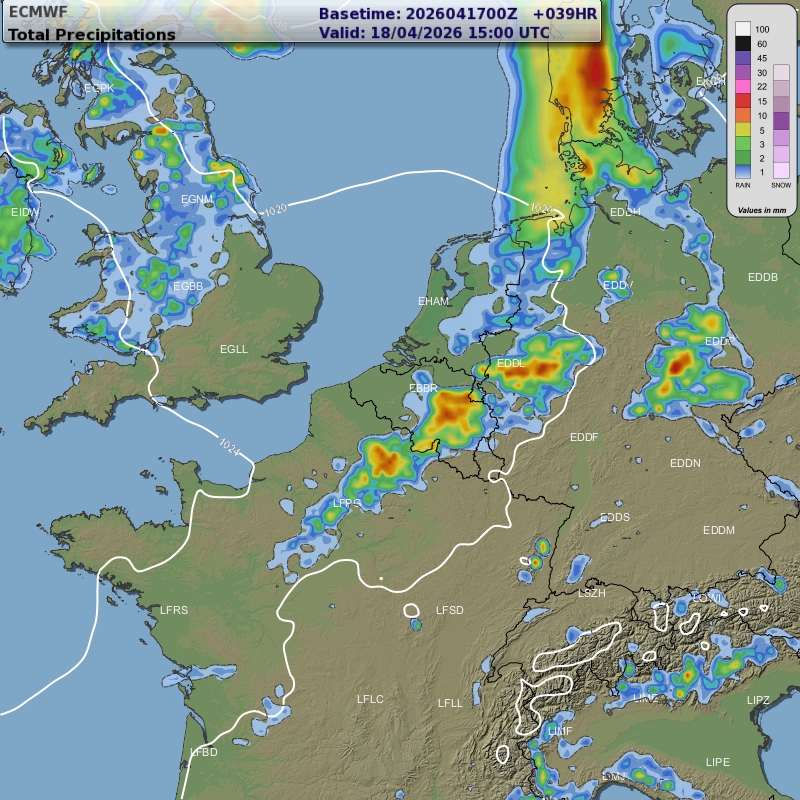 ECMWF
Basetime: 2026041700Z +039HR
Total Precipitations
Valid: 18/04/2026 15:00 UTC
100
60
45
30
22
15
10
5
3
2
1
RAIN SNOW
Values in mm
EGPK
EIDW
EGNM
1020
1020
EDDH
EGBB
EDDV
EDDB
EHAM
EGLL
EDDL
EBBR
EDDF
1024
EDDN
LFPG
EDDS
EDDM
LSZH
LFRS
LFSD
LOWI
LFLC
LFLL
LIPZ
LIMF
LFBD
LIPE
LIMJ